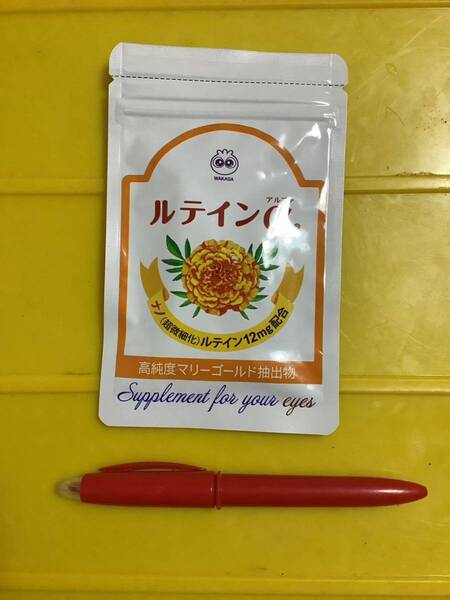 WAKASA
アルファ
ルテインα®
ナノ(超微細化)ルテイン12mg配合
高純度マリーゴールド抽出物
Supplement for your eyes